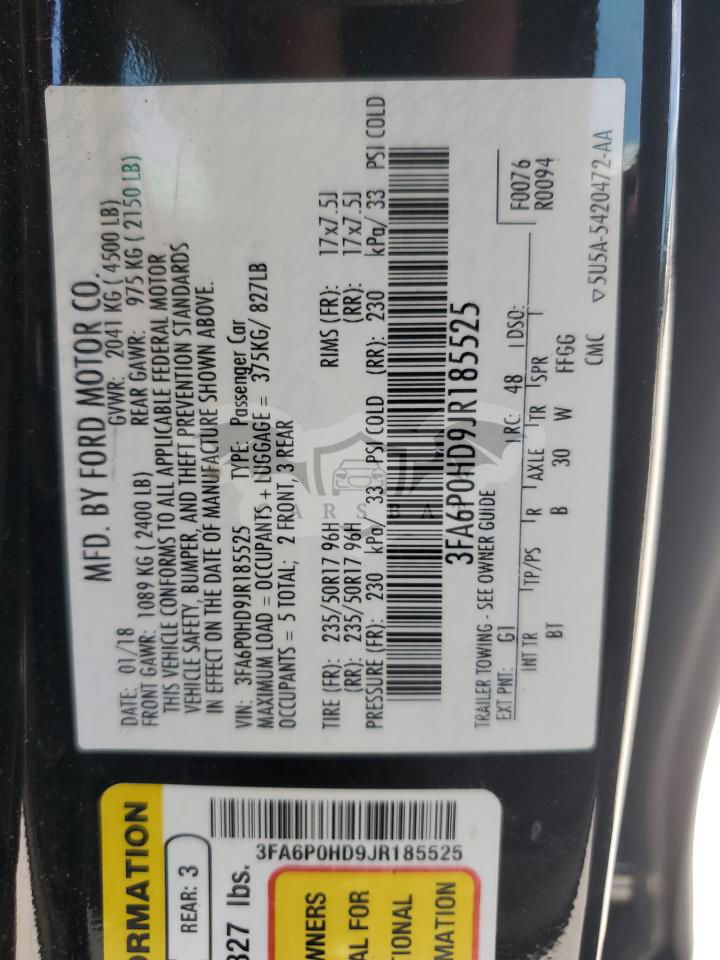 MFD. BY FORD MOTOR CO.
DATE: 01/18 GVWR: 2041 KG ( 4500 LB)
FRONT GAWR: 1089 KG ( 2400 LB) REAR GAWR: 975 KG ( 2150 LB)
THIS VEHICLE CONFORMS TO ALL APPLICABLE FEDERAL MOTOR
VEHICLE SAFETY, BUMPER, AND THEFT PREVENTION STANDARDS
IN EFFECT ON THE DATE OF MANUFACTURE SHOWN ABOVE.
VIN: 3FA6P0HD9JR185525 TYPE: Passenger Car
MAXIMUM LOAD = OCCUPANTS + LUGGAGE = 375KG/ 827LB
OCCUPANTS = 5 TOTAL; 2 FRONT, 3 REAR
TIRE (FR): 235/50R17 96H RIMS (FR): 17x7.5J
(RR): 235/50R17 96H (RR): 17x7.5J
PRESSURE (FR): 230 kPa/ 33 PSI COLD (RR): 230 kPa/ 33 PSI COLD
3FA6P0HD9JR185525
TRAILER TOWING - SEE OWNER GUIDE
EXT PNT: G1 RC: 48 DSO: F0076
R0094
INT TR TP/PS R AXLE TR SPR
BT B 30 W FFGG
CMC ▽5U5A-5420472-AA
ORMATION
REAR: 3
3FA6P0HD9JR185525
827 lbs.
WNERS
AL FOR
TIONAL
MATION